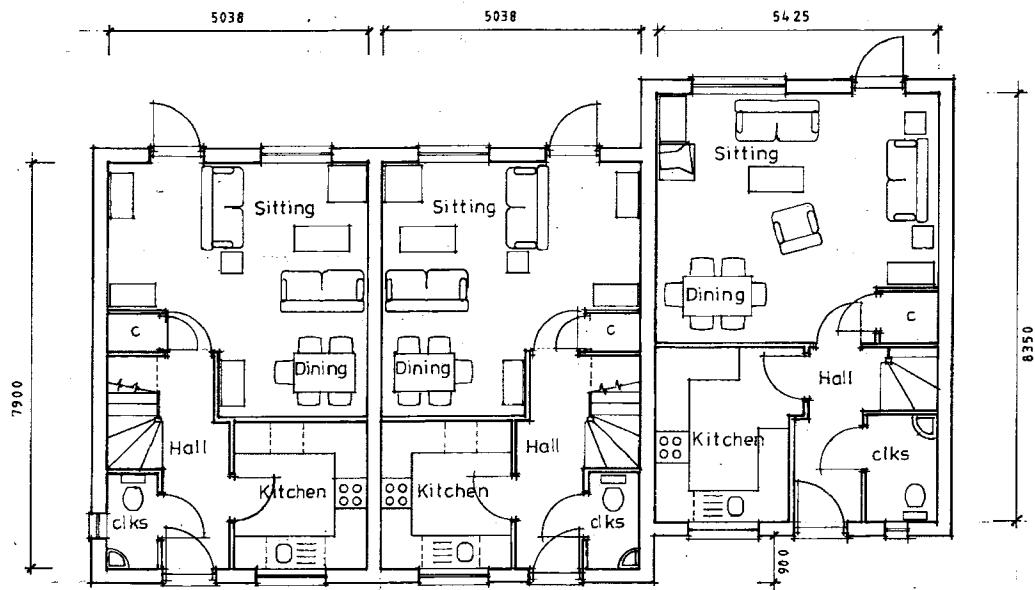 5038
5038
5425
Sitting
Sitting
Sitting
Dining
C
C
C
Dining
Dining
7900
8350
Hall
Hall
Hall
Kitchen
clks
Kitchen
Kitchen
clks
clks
900